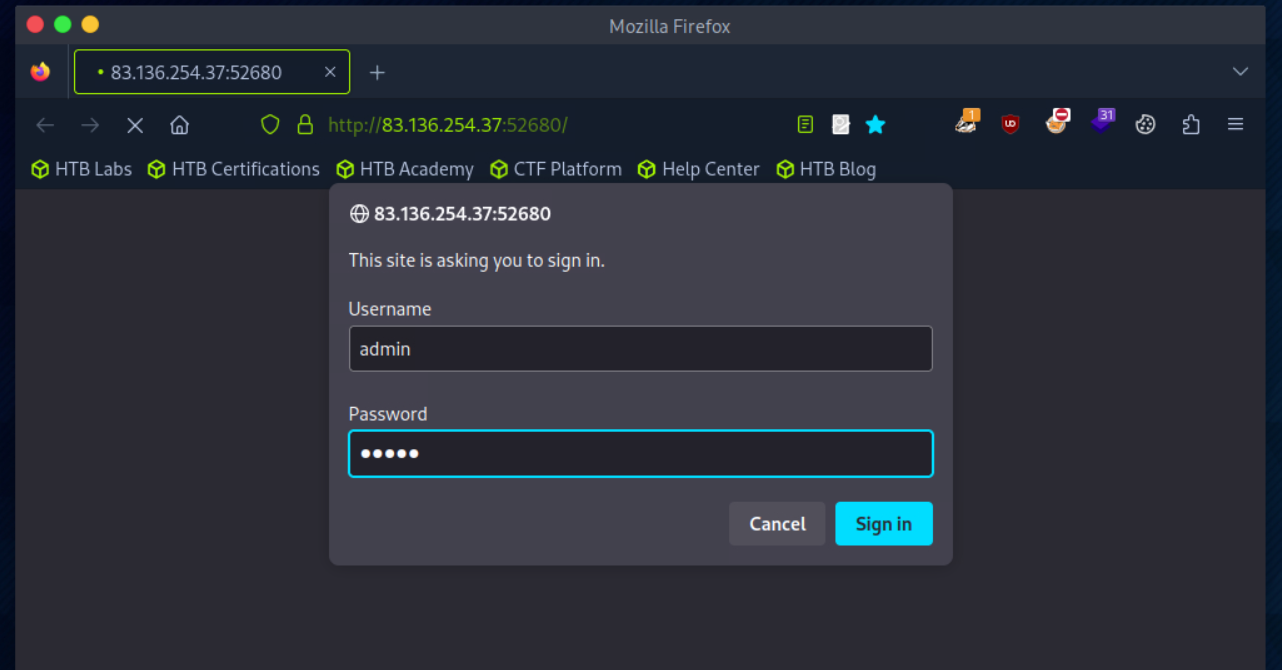 Mozilla Firefox
• 83.136.254.37:52680
http://83.136.254.37:52680/
1
31
HTB Labs HTB Certifications HTB Academy CTF Platform Help Center HTB Blog
83.136.254.37:52680
This site is asking you to sign in.
Username
admin
Password
•••••
Cancel Sign in